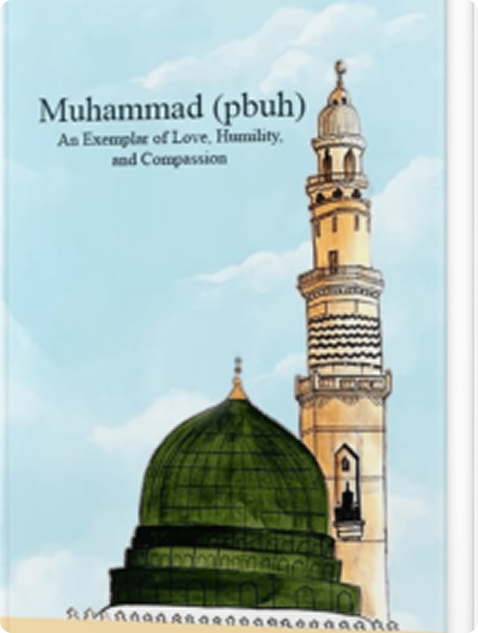 Muhammad (pbuh)
An Exemplar of Love, Humility,
and Compassion